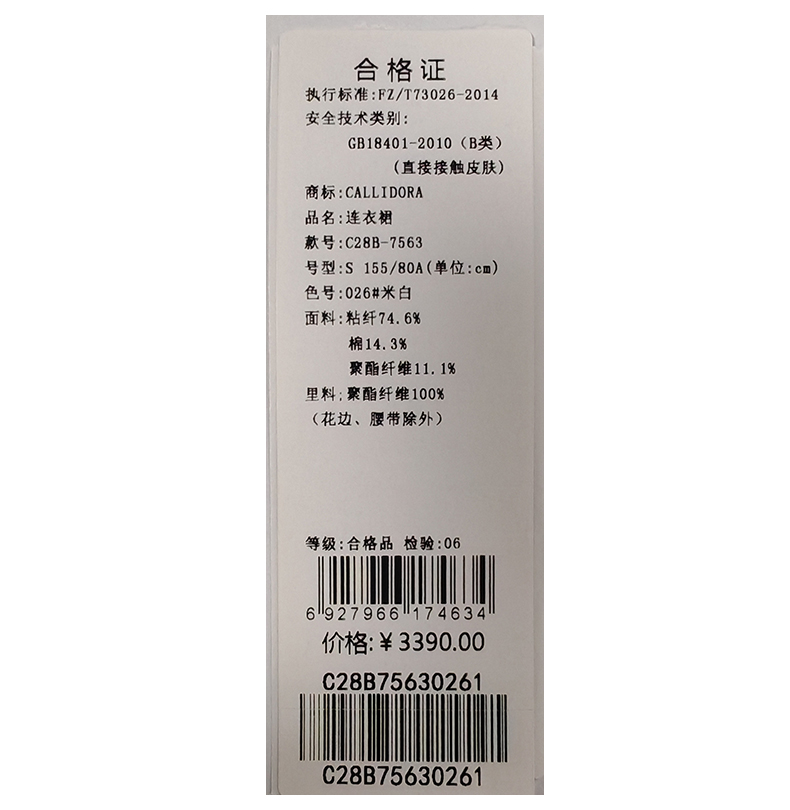 合格证
执行标准:FZ/T73026-2014
安全技术类别:
GB18401-2010（B类）
(直接接触皮肤)
商标:CALLIDORA
品名:连衣裙
款号:C28B-7563
号型:S 155/80A(单位:cm)
色号:026#米白
面料:粘纤74.6%
棉14.3%
聚酯纤维11.1%
里料;聚酯纤维100%
（花边、腰带除外）
等级:合格品 检验:06
6 927966 174634
价格:￥3390.00
C28B75630261
C28B75630261